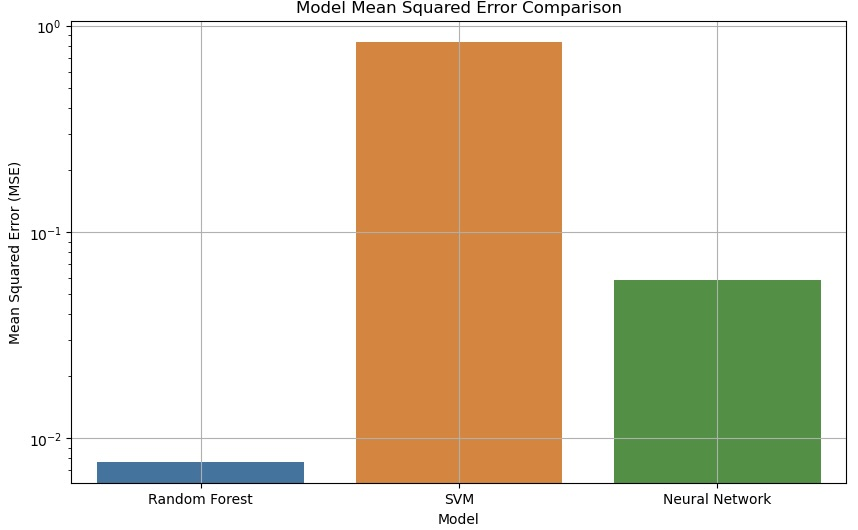 Model Mean Squared Error Comparison
Mean Squared Error (MSE)
10⁰
10⁻¹
10⁻²
Random Forest SVM Neural Network
Model